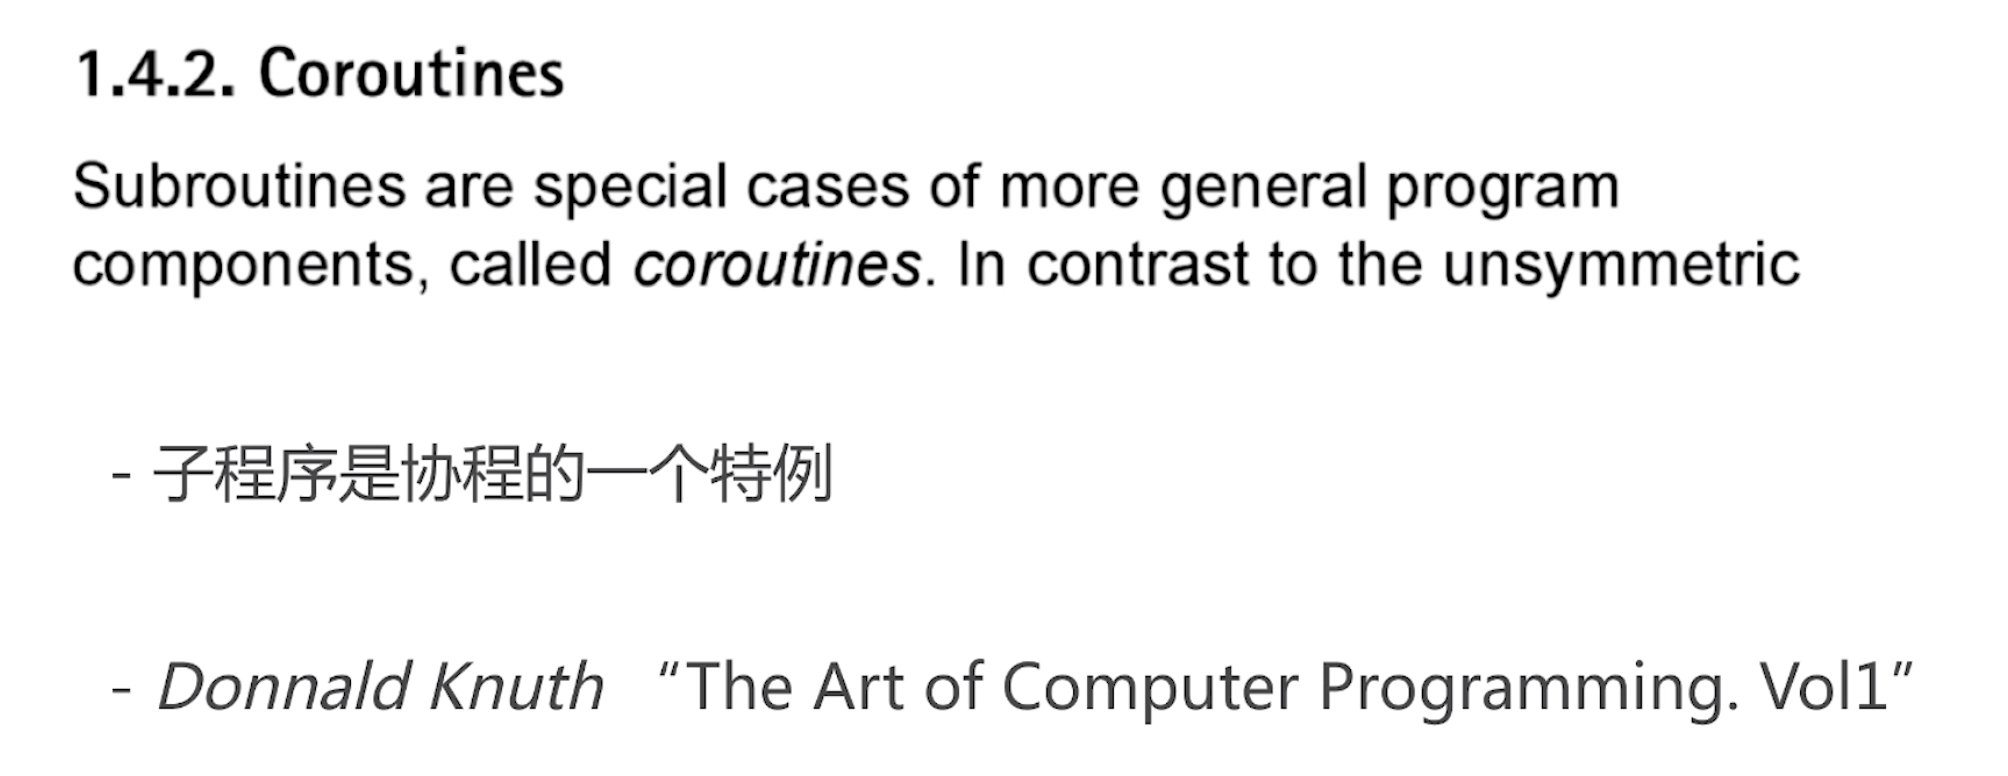 1.4.2. Coroutines
Subroutines are special cases of more general program
components, called coroutines. In contrast to the unsymmetric
- 子程序是协程的一个特例
- Donnald Knuth “The Art of Computer Programming. Vol1”